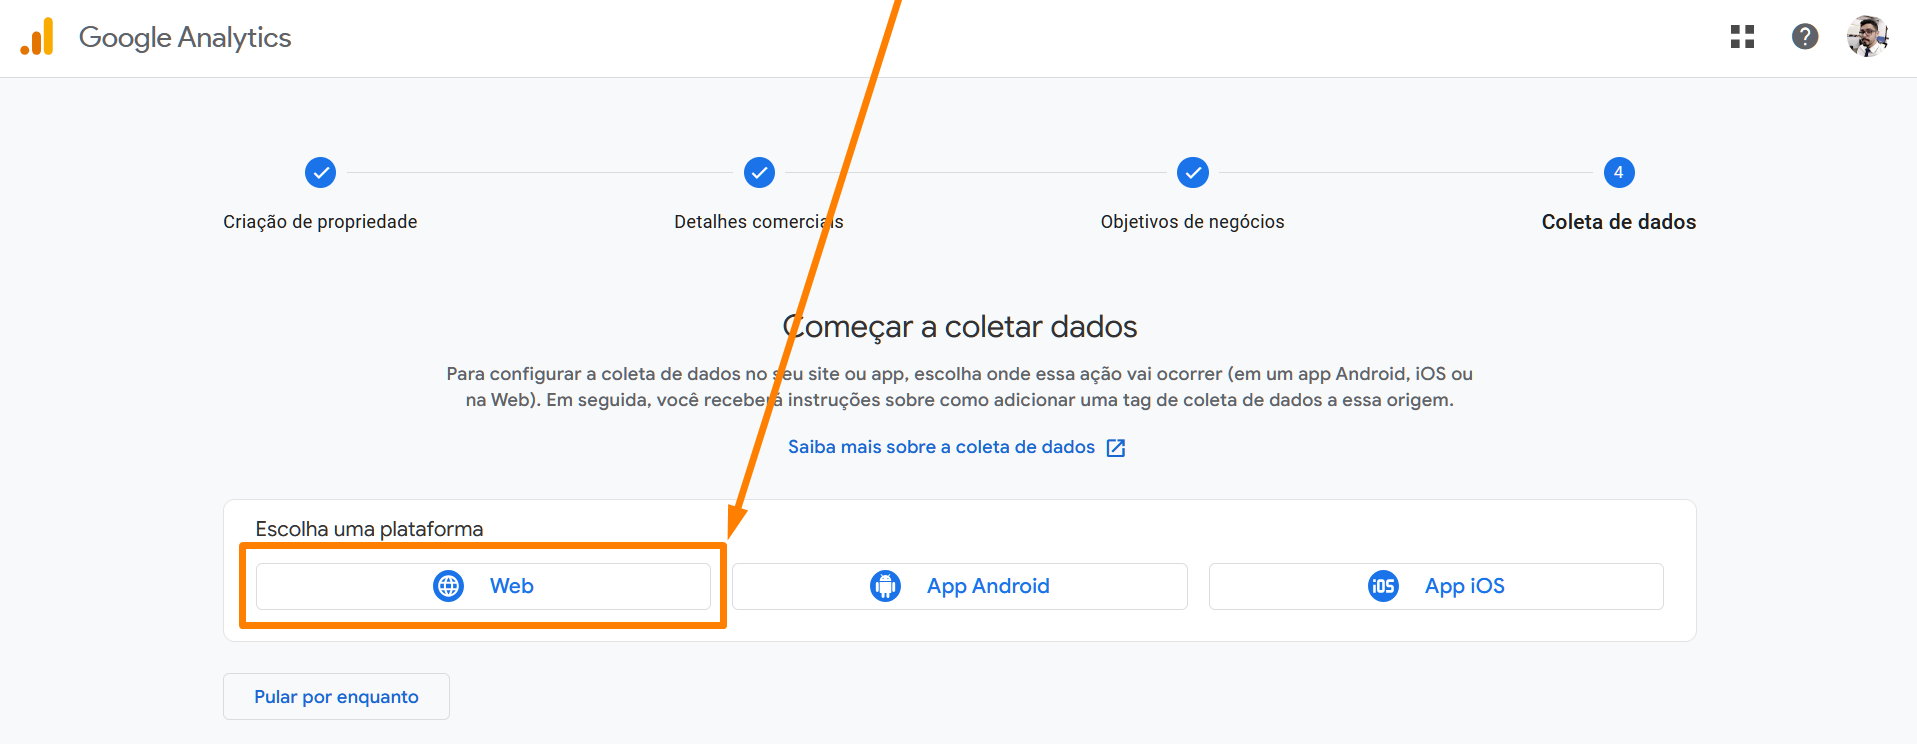 Google Analytics
4
Criação de propriedade
Detalhes comerciais
Objetivos de negócios
Coleta de dados
Começar a coletar dados
Para configurar a coleta de dados no seu site ou app, escolha onde essa ação vai ocorrer (em um app Android, iOS ou
na Web). Em seguida, você receberá instruções sobre como adicionar uma tag de coleta de dados a essa origem.
Saiba mais sobre a coleta de dados
Escolha uma plataforma
Web
App Android
iOS App iOS
Pular por enquanto